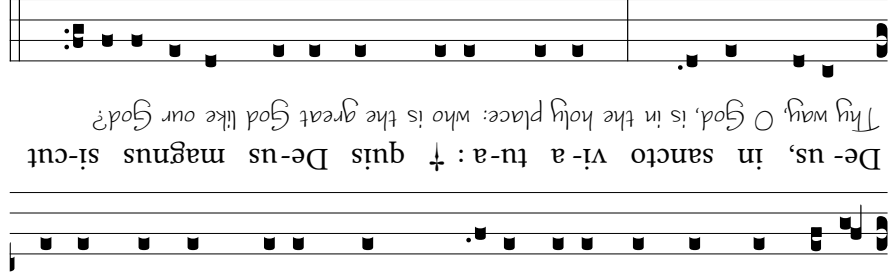 De- us, in sancto vi- a tu-a : † quis De-us magnus si-cut
Thy way, O God, is in the holy place: who is the great God like our God?